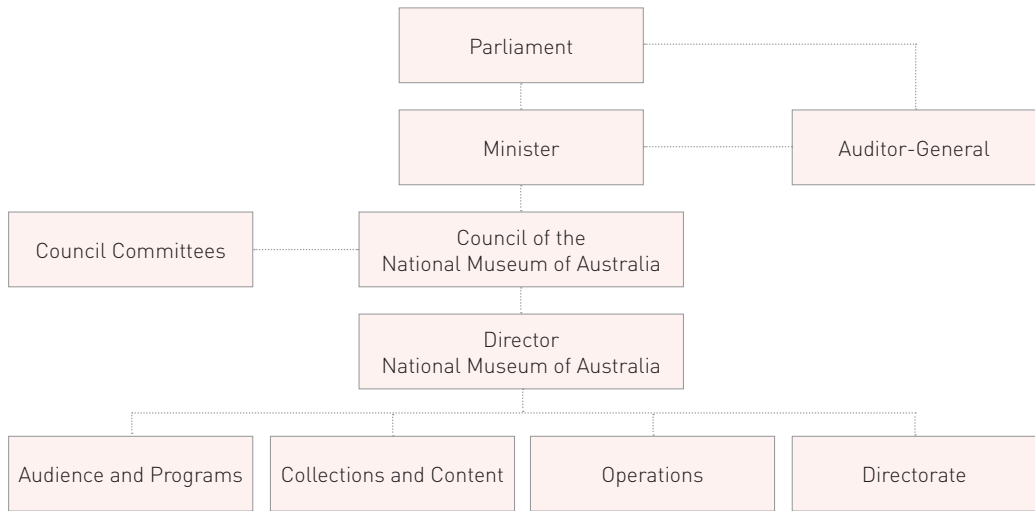 Parliament
Minister
Auditor-General
Council Committees
Council of the
National Museum of Australia
Director
National Museum of Australia
Audience and Programs
Collections and Content
Operations
Directorate